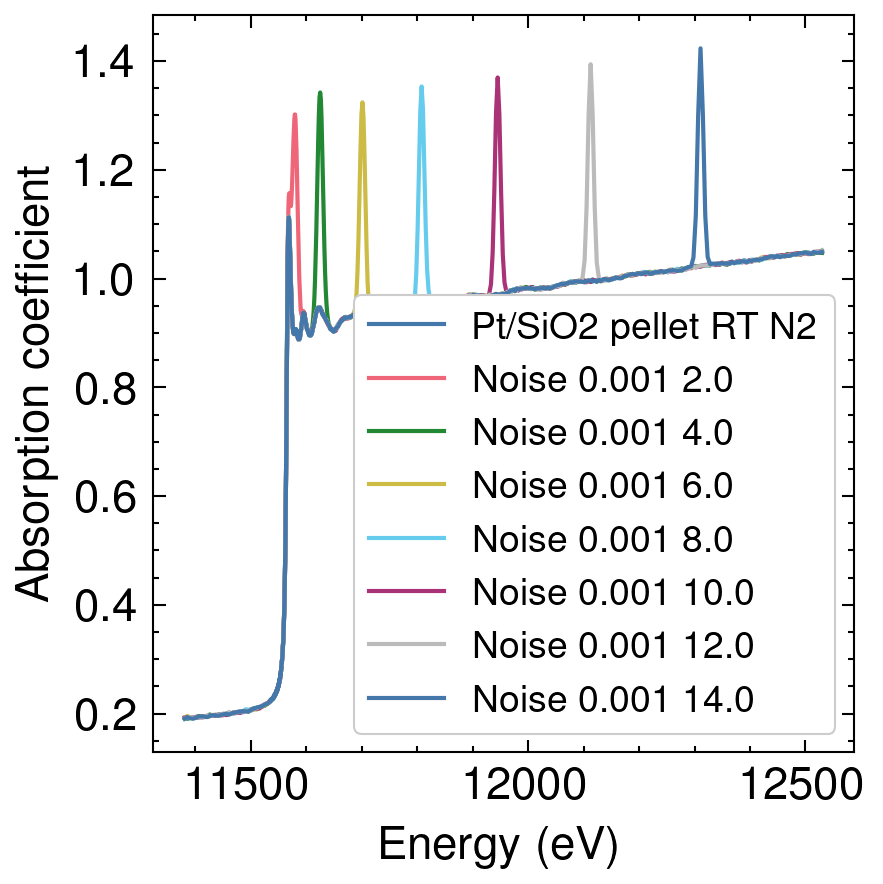 1.4
1.2
1.0
0.8
0.6
0.4
0.2
Absorption coefficient
Pt/SiO2 pellet RT N2
Noise 0.001 2.0
Noise 0.001 4.0
Noise 0.001 6.0
Noise 0.001 8.0
Noise 0.001 10.0
Noise 0.001 12.0
Noise 0.001 14.0
11500 12000 12500
Energy (eV)